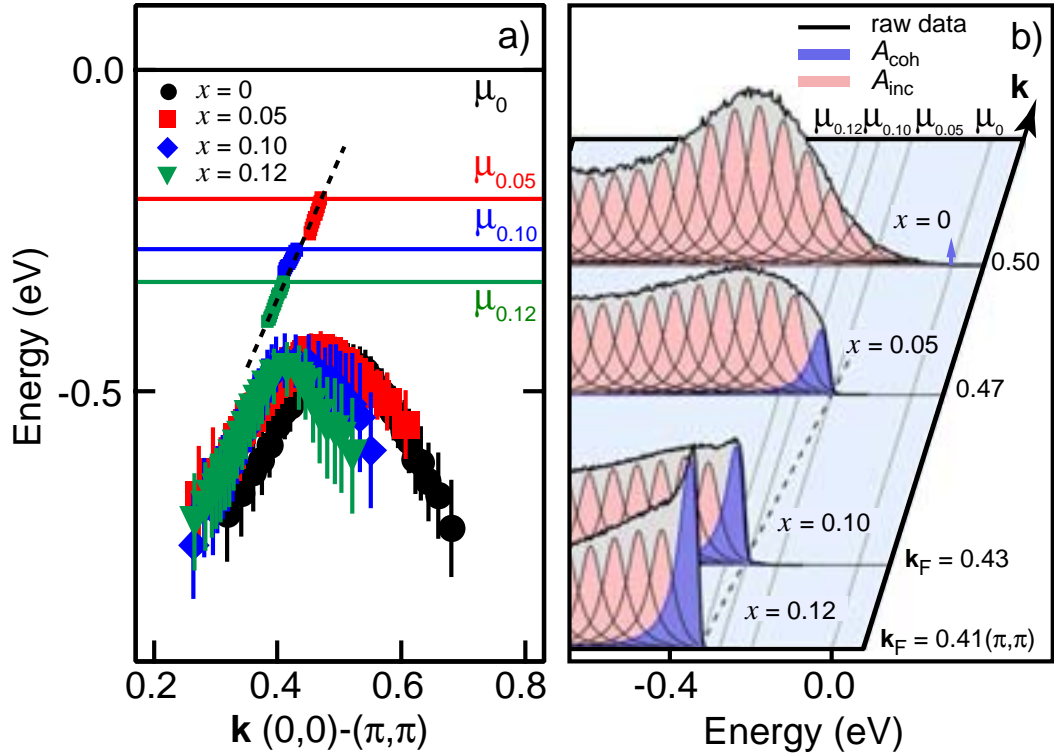 a)
0.0
μ0
x = 0
x = 0.05
x = 0.10
x = 0.12
μ0.05
μ0.10
μ0.12
-0.5
Energy (eV)
0.2 0.4 0.6 0.8
k (0,0)-(π,π)
b)
raw data
Acoh
Ainc
k
μ0.12 μ0.10 μ0.05 μ0
x = 0
0.50
x = 0.05
0.47
x = 0.10
kF = 0.43
x = 0.12
kF = 0.41(π,π)
-0.4 0.0
Energy (eV)